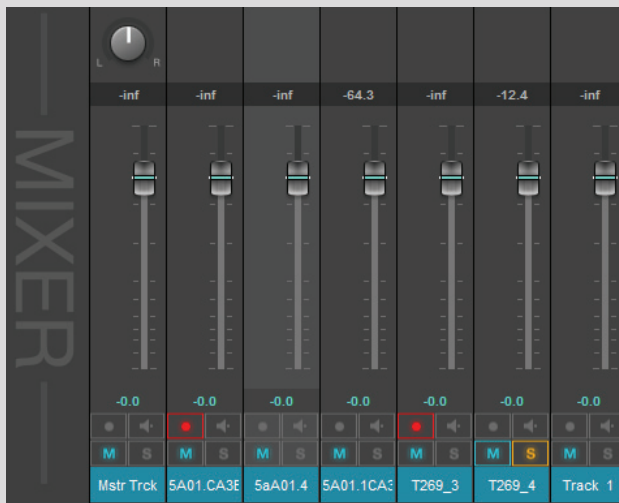 MIXER
L R
-inf -inf -inf -64.3 -inf -12.4 -inf
-0.0 -0.0 -0.0 -0.0 -0.0 -0.0 -0.0
M S M S M S M S M S M S M S
Mstr Trck 5A01.CA3E 5aA01.4 5A01.1CA3 T269_3 T269_4 Track 1